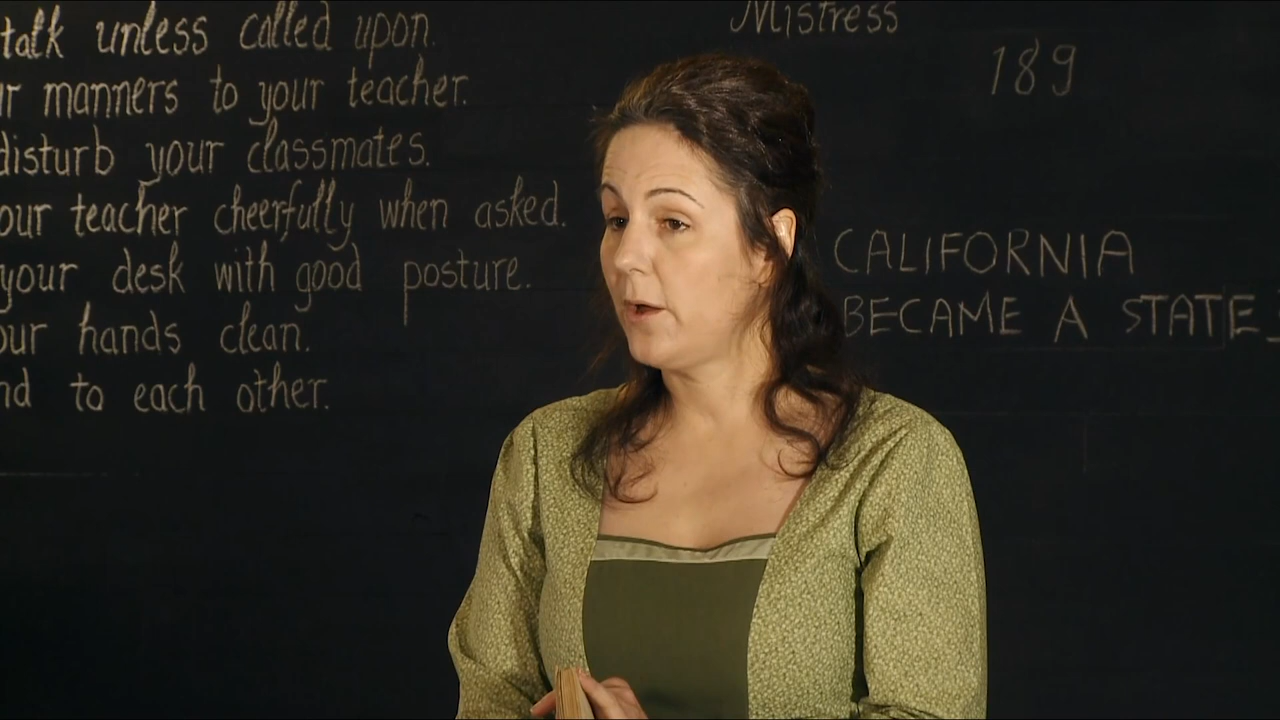 talk unless called upon.
r manners to your teacher.
disturb your classmates.
our teacher cheerfully when asked.
your desk with good posture.
our hands clean.
nd to each other.
Mistress
189
CALIFORNIA
BECAME A STATE